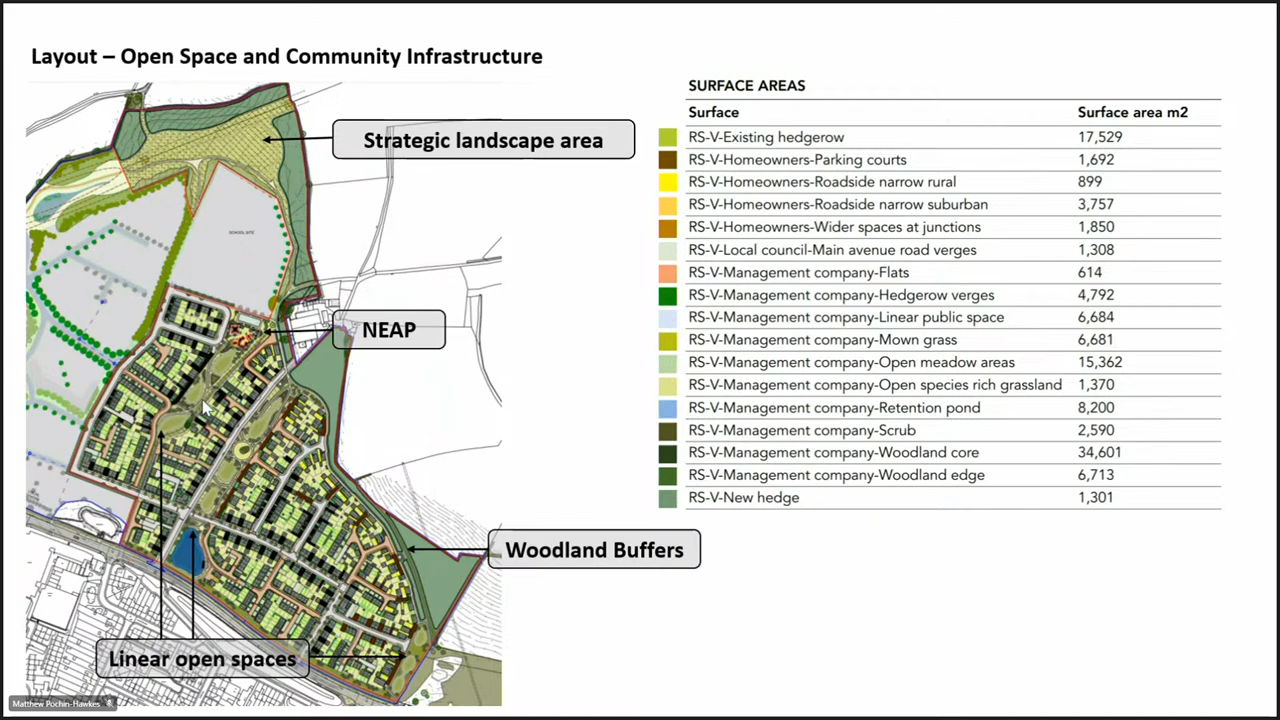 Layout – Open Space and Community Infrastructure
SURFACE AREAS
Surface Surface area m2
RS-V-Existing hedgerow 17,529
RS-V-Homeowners-Parking courts 1,692
RS-V-Homeowners-Roadside narrow rural 899
RS-V-Homeowners-Roadside narrow suburban 3,757
RS-V-Homeowners-Wider spaces at junctions 1,850
RS-V-Local council-Main avenue road verges 1,308
RS-V-Management company-Flats 614
RS-V-Management company-Hedgerow verges 4,792
RS-V-Management company-Linear public space 6,684
RS-V-Management company-Mown grass 6,681
RS-V-Management company-Open meadow areas 15,362
RS-V-Management company-Open species rich grassland 1,370
RS-V-Management company-Retention pond 8,200
RS-V-Management company-Scrub 2,590
RS-V-Management company-Woodland core 34,601
RS-V-Management company-Woodland edge 6,713
RS-V-New hedge 1,301
Strategic landscape area
SCHOOL SITE
NEAP
Woodland Buffers
Linear open spaces
Matthew Pochin-Hawkes